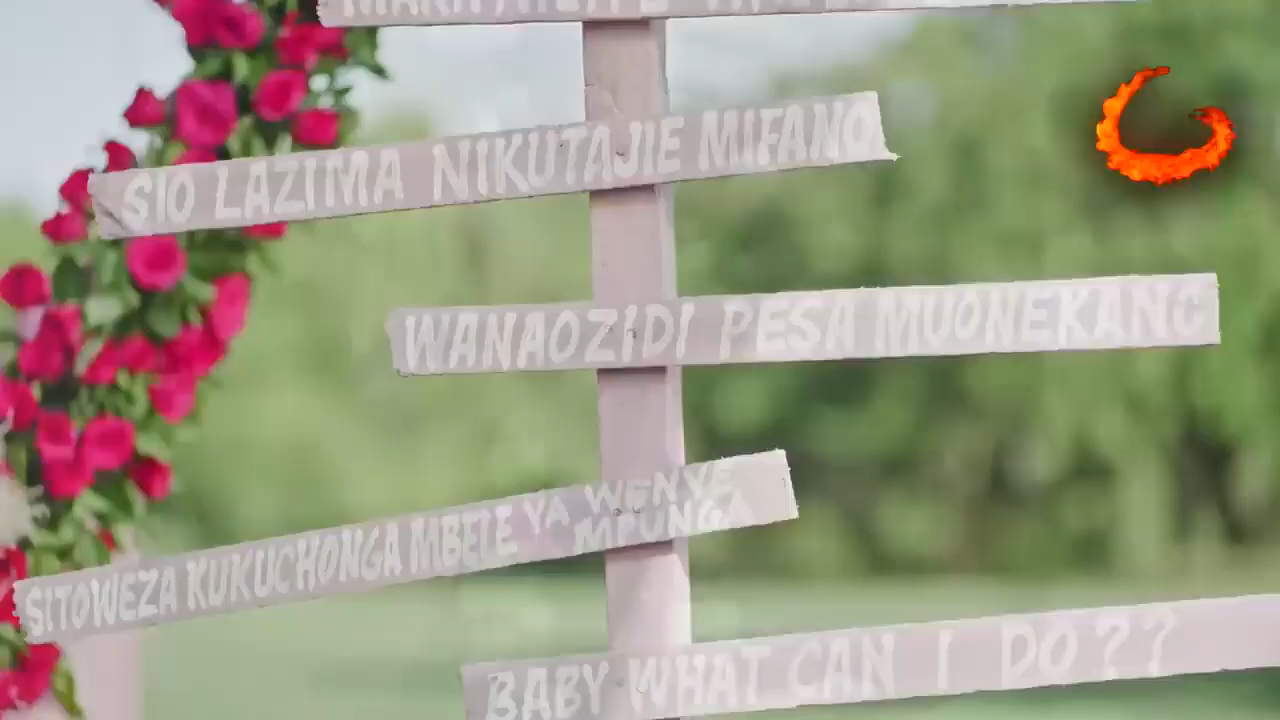 SIO LAZIMA NIKUTAJIE MIFANO
WANAOZIDI PESA MUONEKANO
SITOWEZA KUKUCHONGA MBELE YA WENYE
MPUNGA
BABY WHAT CAN I DO??